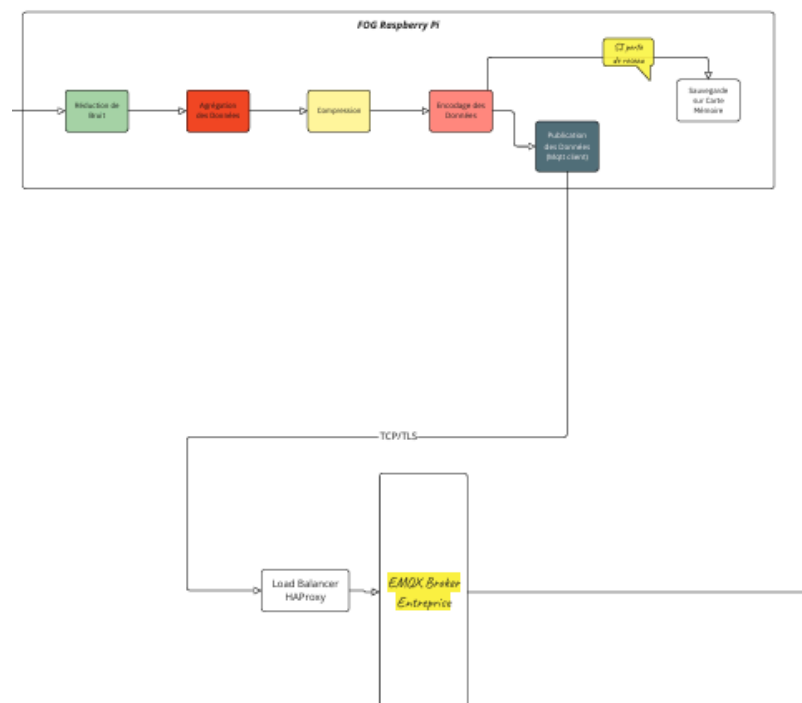 FOG Raspberry Pi
SI perte
de réseau
Réduction de
Bruit
Agrégation
des Données
Compression
Encodage des
Données
Sauvegarde
sur Carte
Mémoire
Publication
des Données
(Mqtt client)
TCP/TLS
Load Balancer
HAProxy
EMQX Broker
Entreprise